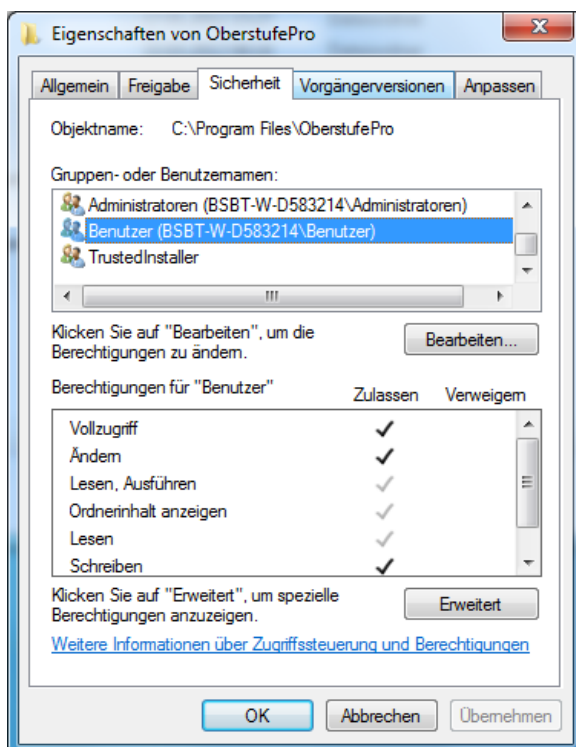 Eigenschaften von OberstufePro
Allgemein Freigabe Sicherheit Vorgängerversionen Anpassen
Objektname: C:\Program Files\OberstufePro
Gruppen- oder Benutzernamen:
Administratoren (BSBT-W-D583214\Administratoren)
Benutzer (BSBT-W-D583214\Benutzer)
TrustedInstaller
Klicken Sie auf "Bearbeiten", um die
Berechtigungen zu ändern.
Bearbeiten...
Berechtigungen für "Benutzer" Zulassen Verweigern
Vollzugriff
Ändern
Lesen, Ausführen
Ordnerinhalt anzeigen
Lesen
Schreiben
Klicken Sie auf "Erweitert", um spezielle
Berechtigungen anzuzeigen.
Erweitert
Weitere Informationen über Zugriffssteuerung und Berechtigungen
OK Abbrechen Übernehmen